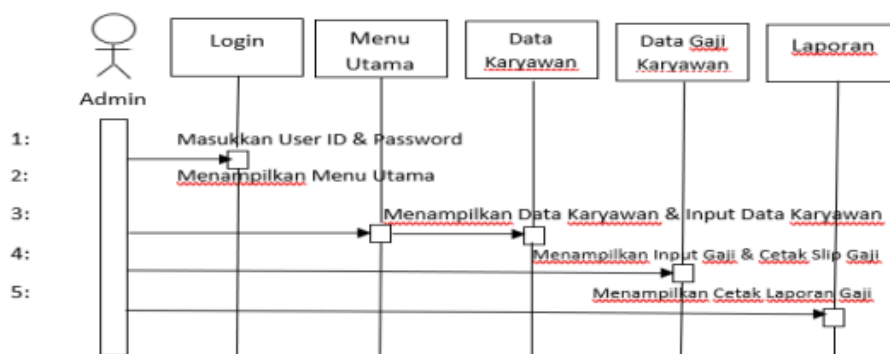 Login
Menu
Utama
Data
Karyawan
Data Gaji
Karyawan
Laporan
Admin
1: Masukkan User ID & Password
2: Menampilkan Menu Utama
3: Menampilkan Data Karyawan & Input Data Karyawan
4: Menampilkan Input Gaji & Cetak Slip Gaji
5: Menampilkan Cetak Laporan Gaji